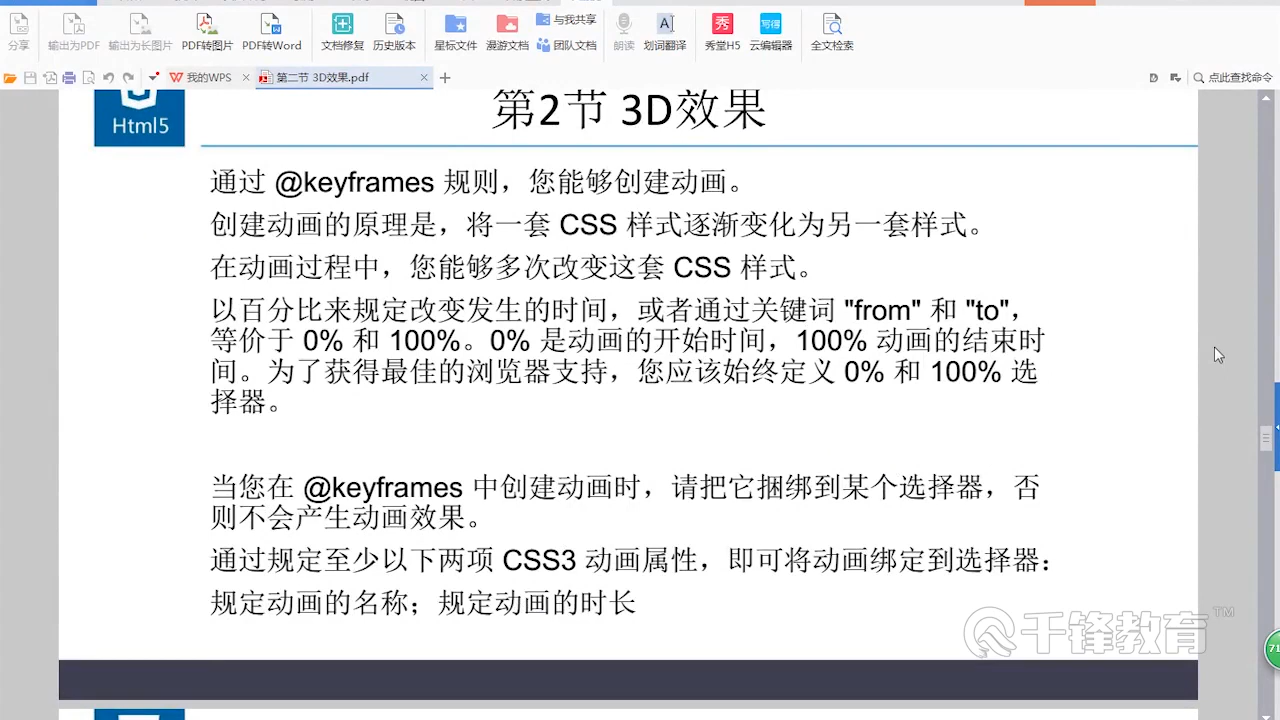 分享
输出为PDF
输出为长图片
PDF转图片
PDF转Word
文档修复
历史版本
星标文件
漫游文档
与我共享
团队文档
朗读
划词翻译
秀堂H5
云编辑器
全文检索
秀
写得
我的WPS
第二节 3D效果.pdf
点此查找命令
Html5
第2节 3D效果
通过 @keyframes 规则，您能够创建动画。
创建动画的原理是，将一套 CSS 样式逐渐变化为另一套样式。
在动画过程中，您能够多次改变这套 CSS 样式。
以百分比来规定改变发生的时间，或者通过关键词 "from" 和 "to"，
等价于 0% 和 100%。0% 是动画的开始时间，100% 动画的结束时
间。为了获得最佳的浏览器支持，您应该始终定义 0% 和 100% 选
择器。
当您在 @keyframes 中创建动画时，请把它捆绑到某个选择器，否
则不会产生动画效果。
通过规定至少以下两项 CSS3 动画属性，即可将动画绑定到选择器：
规定动画的名称；规定动画的时长
千锋教育™
71